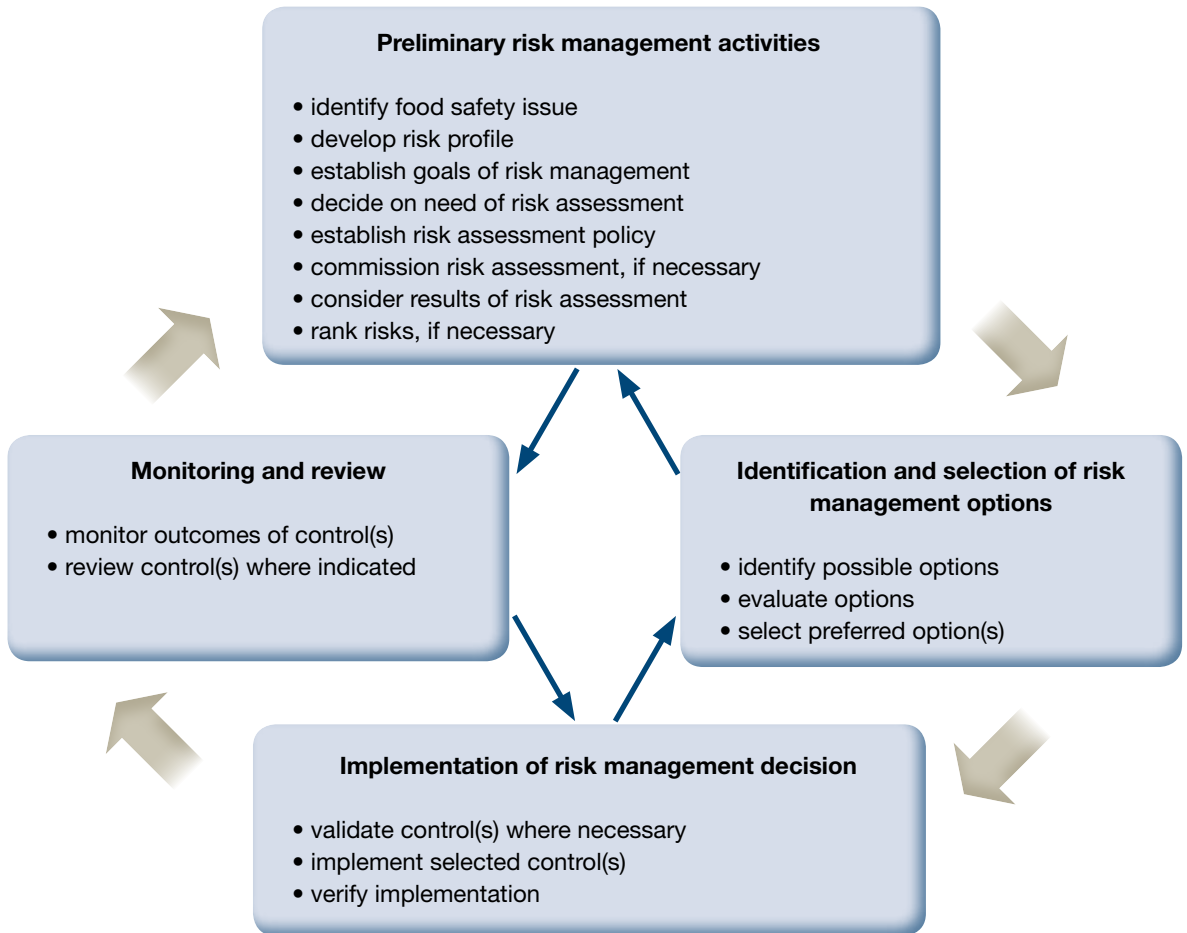 Preliminary risk management activities
• identify food safety issue
• develop risk profile
• establish goals of risk management
• decide on need of risk assessment
• establish risk assessment policy
• commission risk assessment, if necessary
• consider results of risk assessment
• rank risks, if necessary
Monitoring and review
• monitor outcomes of control(s)
• review control(s) where indicated
Identification and selection of risk
management options
• identify possible options
• evaluate options
• select preferred option(s)
Implementation of risk management decision
• validate control(s) where necessary
• implement selected control(s)
• verify implementation